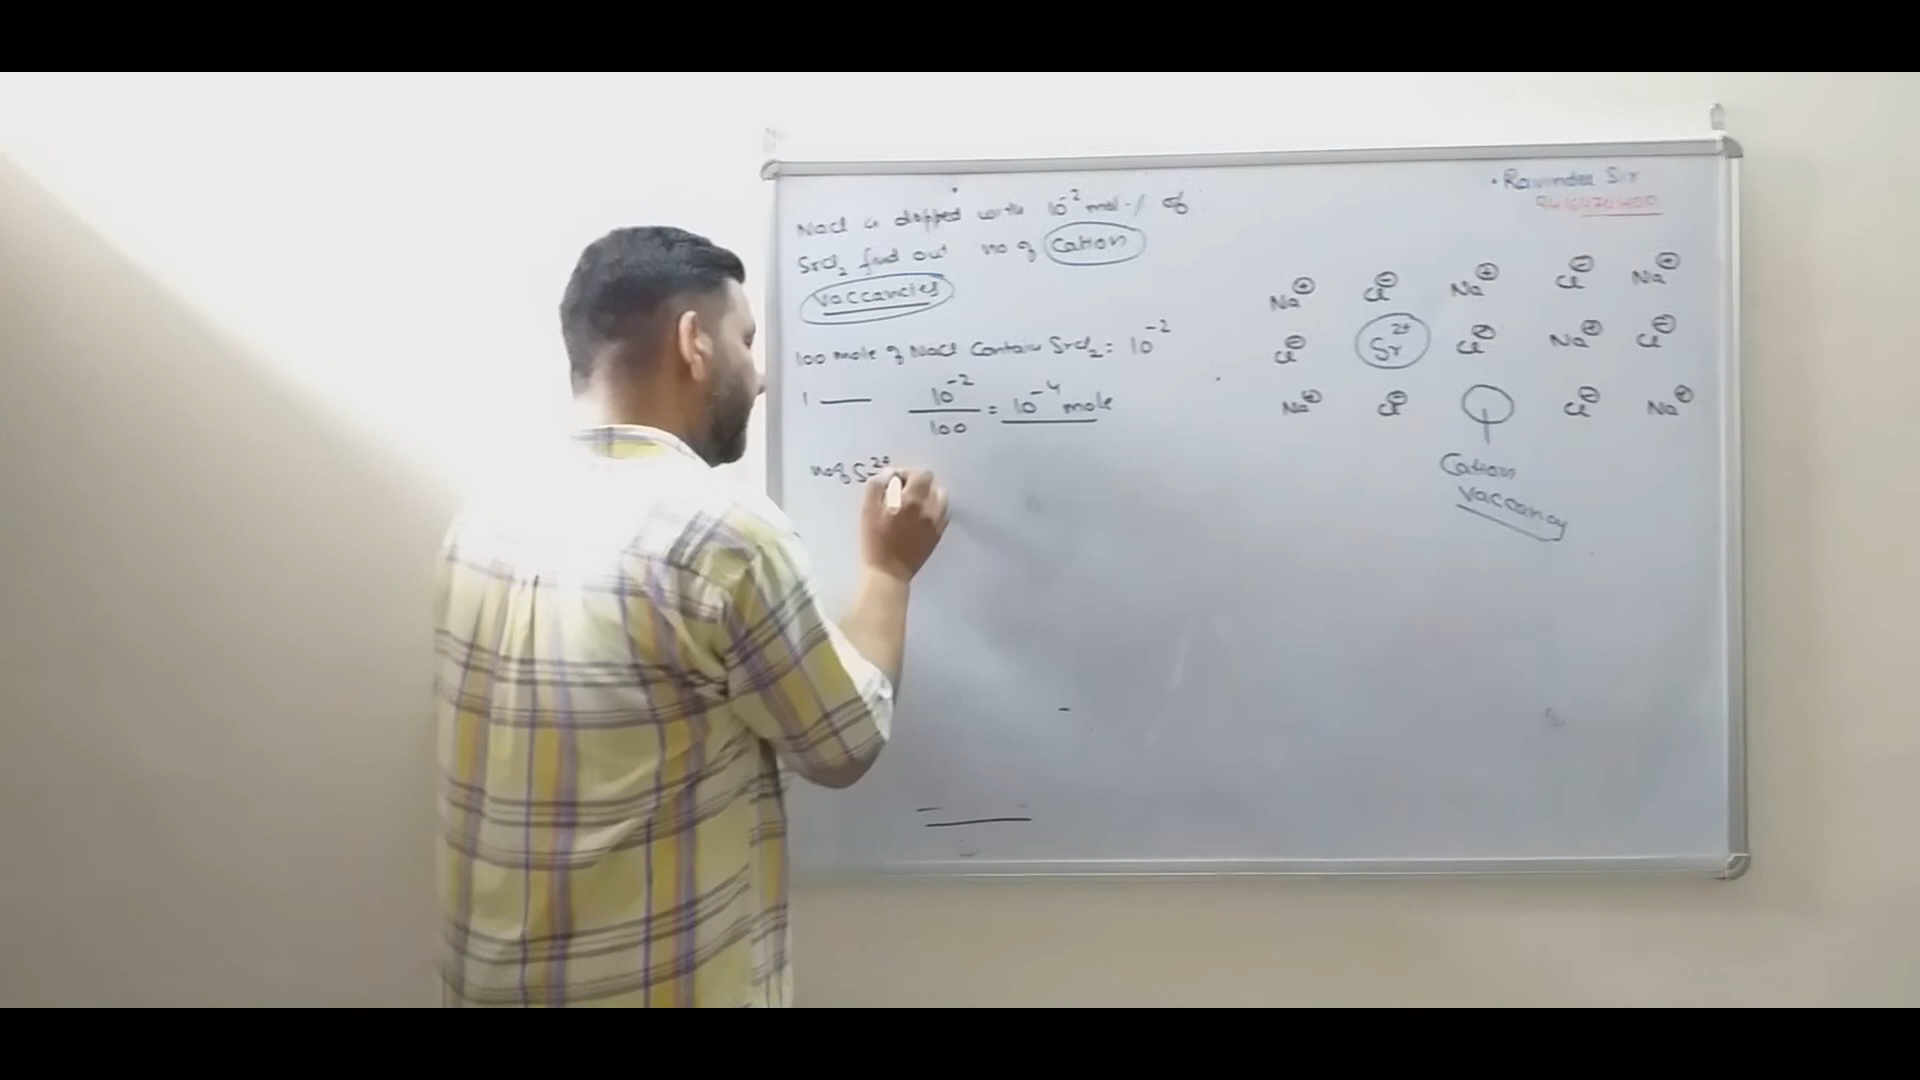 NaCl is dopped with 10⁻² mol % of
SrCl₂ find out no of Cation
Vaccancies
100 mole of NaCl Contain SrCl₂ = 10⁻²
1 —— 10⁻²/100 = 10⁻⁴ mole
no of Sr²⁺
• Ravinder Sir
Na⊕ Cl⊖ Na⊕ Cl⊖ Na⊕
Cl⊖ Sr²⁺ Cl⊖ Na⊕ Cl⊖
Na⊕ Cl⊖ Cl⊖ Na⊕
Cation
Vaccancy